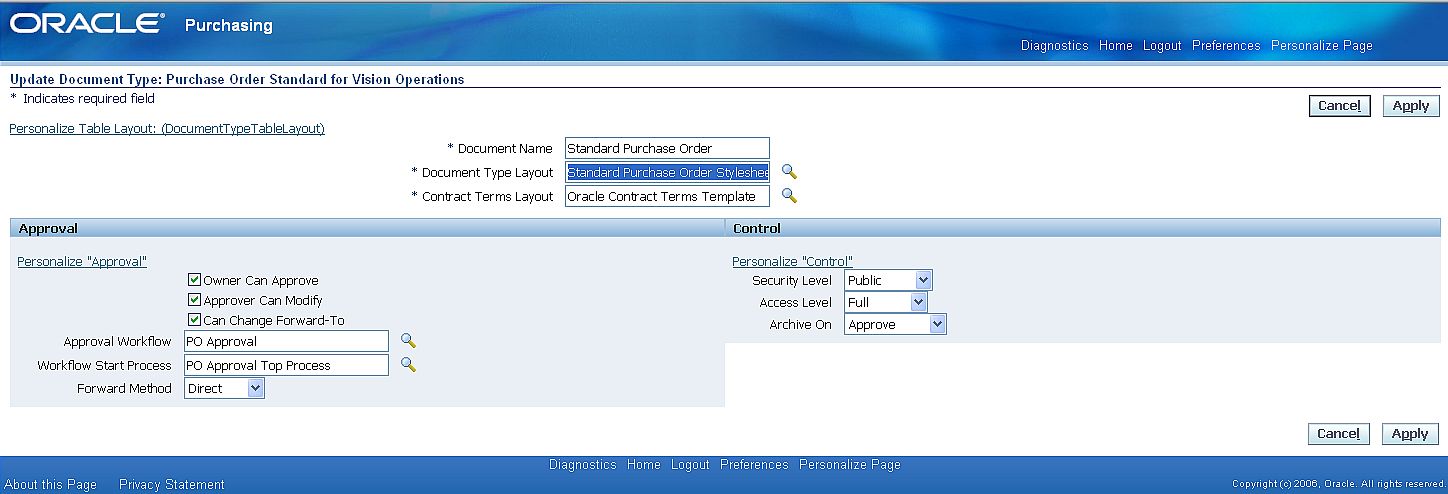 ORACLE® Purchasing
Diagnostics Home Logout Preferences Personalize Page
Update Document Type: Purchase Order Standard for Vision Operations
* Indicates required field
Cancel Apply
Personalize Table Layout: (DocumentTypeTableLayout)
* Document Name Standard Purchase Order
* Document Type Layout Standard Purchase Order Styleshee
* Contract Terms Layout Oracle Contract Terms Template
Approval Control
Personalize "Approval" Personalize "Control"
Owner Can Approve Security Level Public
Approver Can Modify Access Level Full
Can Change Forward-To Archive On Approve
Approval Workflow PO Approval
Workflow Start Process PO Approval Top Process
Forward Method Direct
Cancel Apply
Diagnostics Home Logout Preferences Personalize Page
About this Page Privacy Statement Copyright (c) 2006, Oracle. All rights reserved.